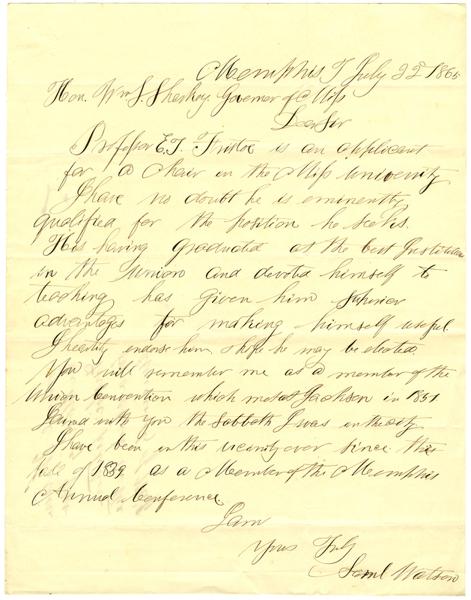 Memphis T July 22d 1865
Hon. Wm L. Sharkey Governor of Miss
Dear Sir
Professor E. T. Fristoe is an applicant
for a chair in the Miss University
I have no doubt he is eminently
qualified for the position he seeks.
His having graduated at the best Institution
in the Union and devoted himself to
teaching has given him superior
advantages for making himself useful
I heartily endorse him, & hope he may be elected.
You will remember me as a member of the
Union Convention which met at Jackson in 1851
I dined with you the Sabbath I was in the city
I have been in this vicinity ever since the
fall of 1839 as a Member of the Memphis
Annual Conference
I am
Yours Truly
Saml Watson